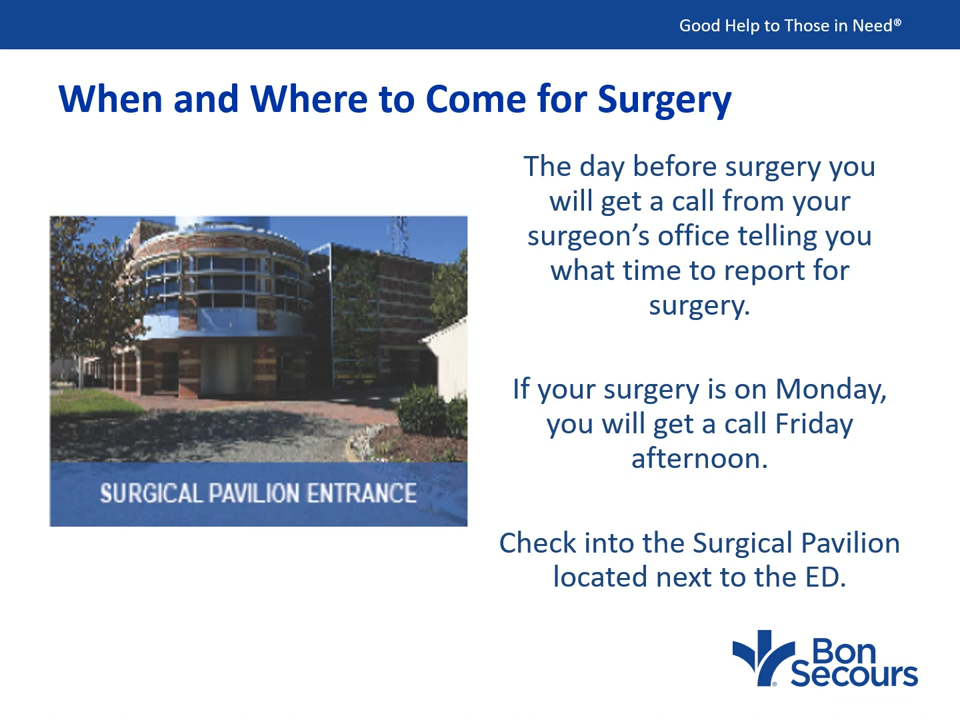 Good Help to Those in Need®
When and Where to Come for Surgery
The day before surgery you
will get a call from your
surgeon’s office telling you
what time to report for
surgery.
If your surgery is on Monday,
you will get a call Friday
afternoon.
Check into the Surgical Pavilion
located next to the ED.
SURGICAL PAVILION ENTRANCE
Bon
Secours